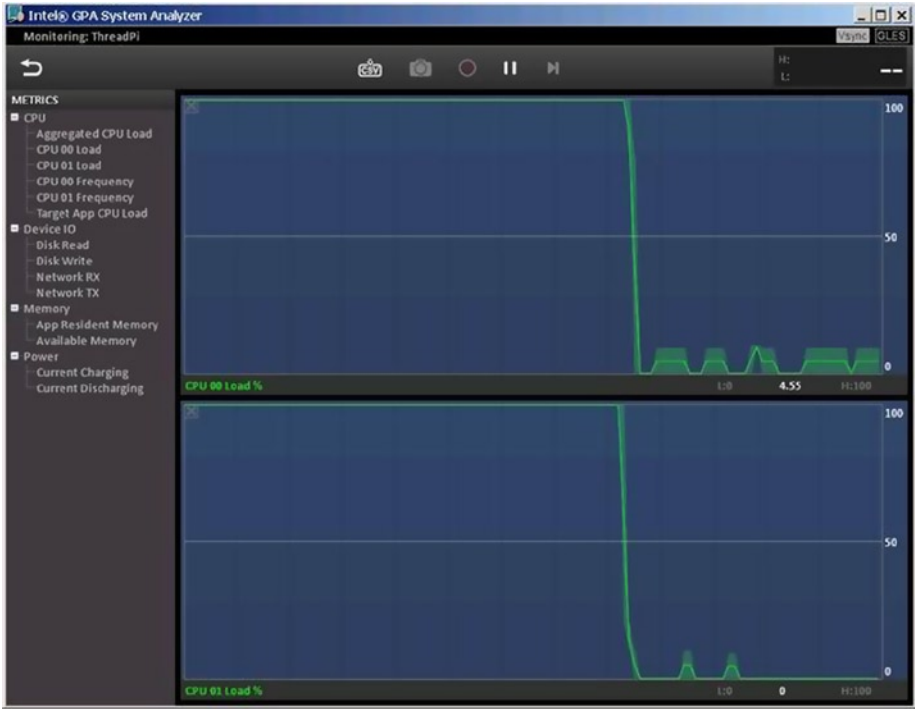 Intel® GPA System Analyzer
Monitoring: ThreadPi
Vsync GLES
CSV
H:
L:
--
METRICS
CPU
Aggregated CPU Load
CPU 00 Load
CPU 01 Load
CPU 00 Frequency
CPU 01 Frequency
Target App CPU Load
Device IO
Disk Read
Disk Write
Network RX
Network TX
Memory
App Resident Memory
Available Memory
Power
Current Charging
Current Discharging
100
50
0
CPU 00 Load % L:0 4.55 H:100
100
50
0
CPU 01 Load % L:0 0 H:100